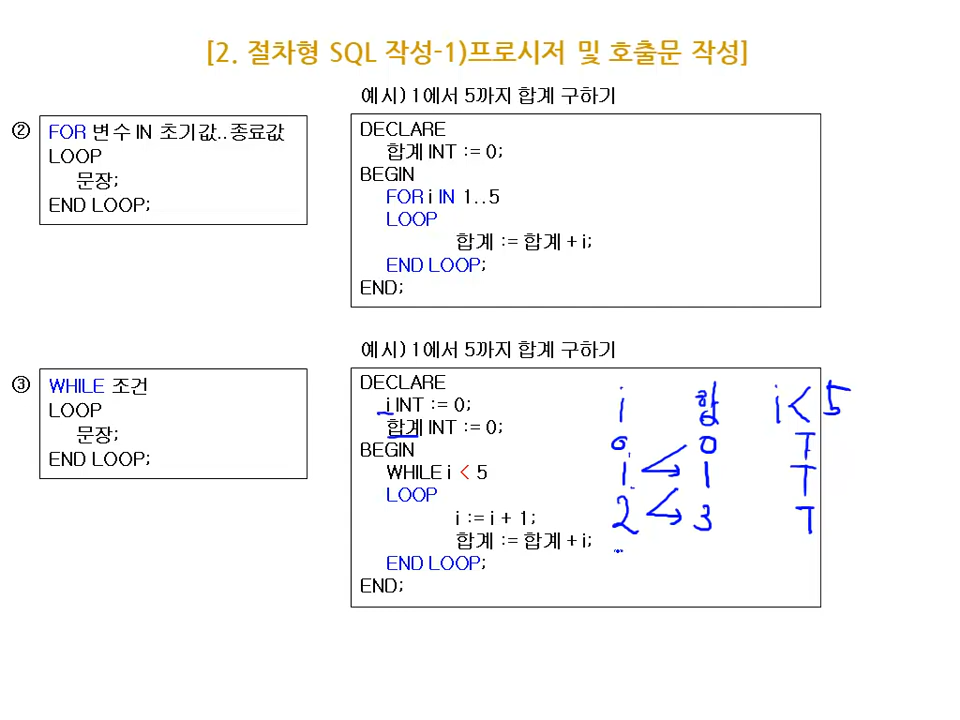 [2. 절차형 SQL 작성-1)프로시저 및 호출문 작성]
예시) 1에서 5까지 합계 구하기
②
FOR 변수 IN 초기값..종료값
LOOP
문장;
END LOOP;
DECLARE
합계 INT := 0;
BEGIN
FOR i IN 1..5
LOOP
합계 := 합계 + i;
END LOOP;
END;
예시) 1에서 5까지 합계 구하기
③
WHILE 조건
LOOP
문장;
END LOOP;
DECLARE
i INT := 0;
합계 INT := 0;
BEGIN
WHILE i < 5
LOOP
i := i + 1;
합계 := 합계 + i;
END LOOP;
END;
i 합 i<5
0 0 T
1 1 T
2 3 T